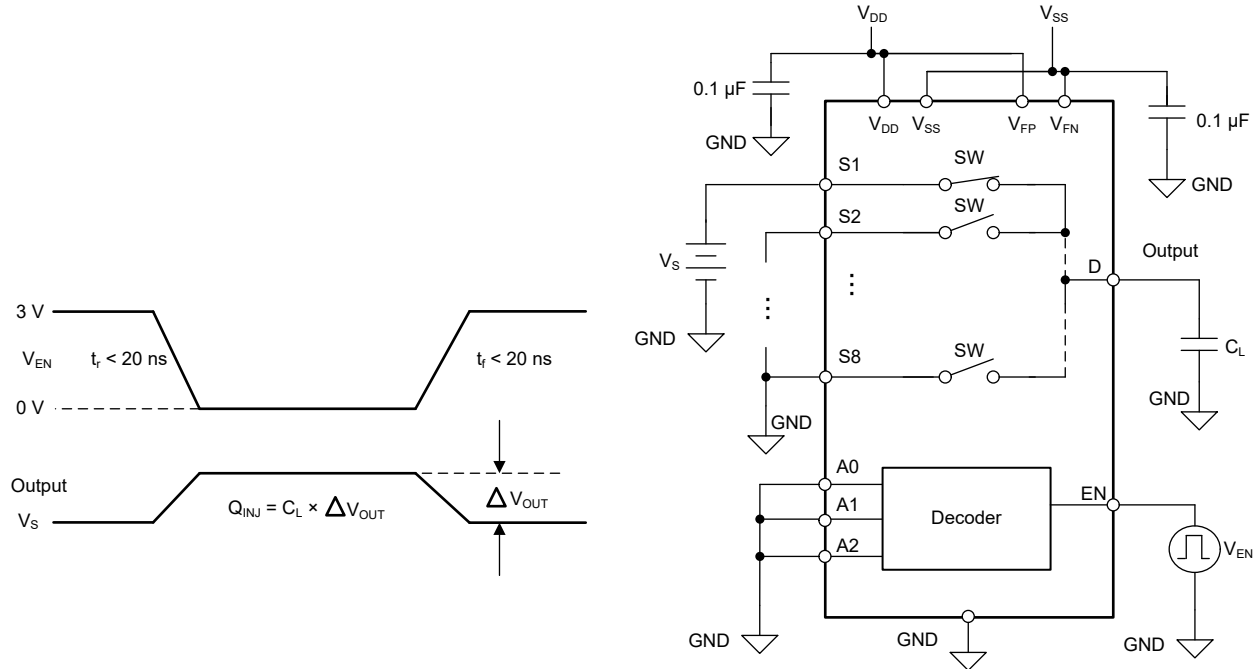 3 V
V_EN
t_r < 20 ns
t_f < 20 ns
0 V
Output
V_S
Q_INJ = C_L × Δ V_OUT
Δ V_OUT
V_DD
V_SS
0.1 µF
GND
V_DD
V_SS
V_FP
V_FN
0.1 µF
GND
S1
SW
S2
SW
V_S
...
...
GND
Output
D
S8
SW
C_L
GND
GND
A0
A1
A2
Decoder
EN
V_EN
GND
GND
GND